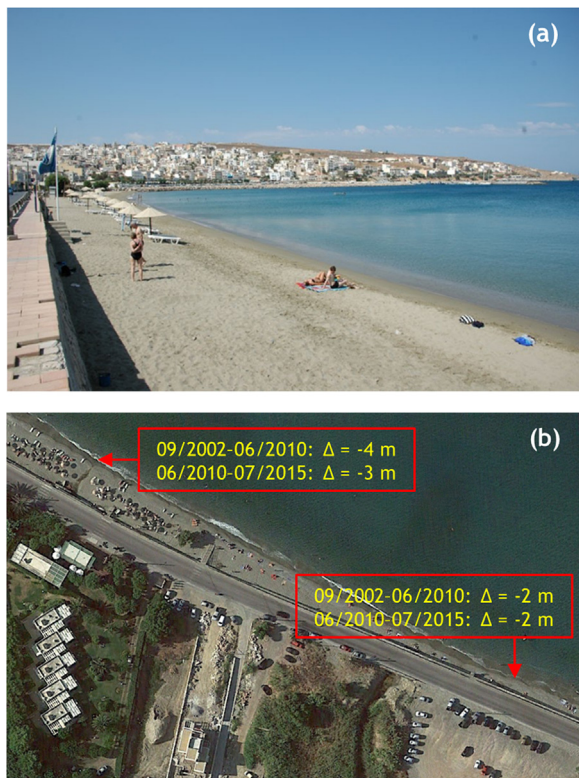 (a)
(b)
09/2002-06/2010: Δ = -4 m
06/2010-07/2015: Δ = -3 m
09/2002-06/2010: Δ = -2 m
06/2010-07/2015: Δ = -2 m